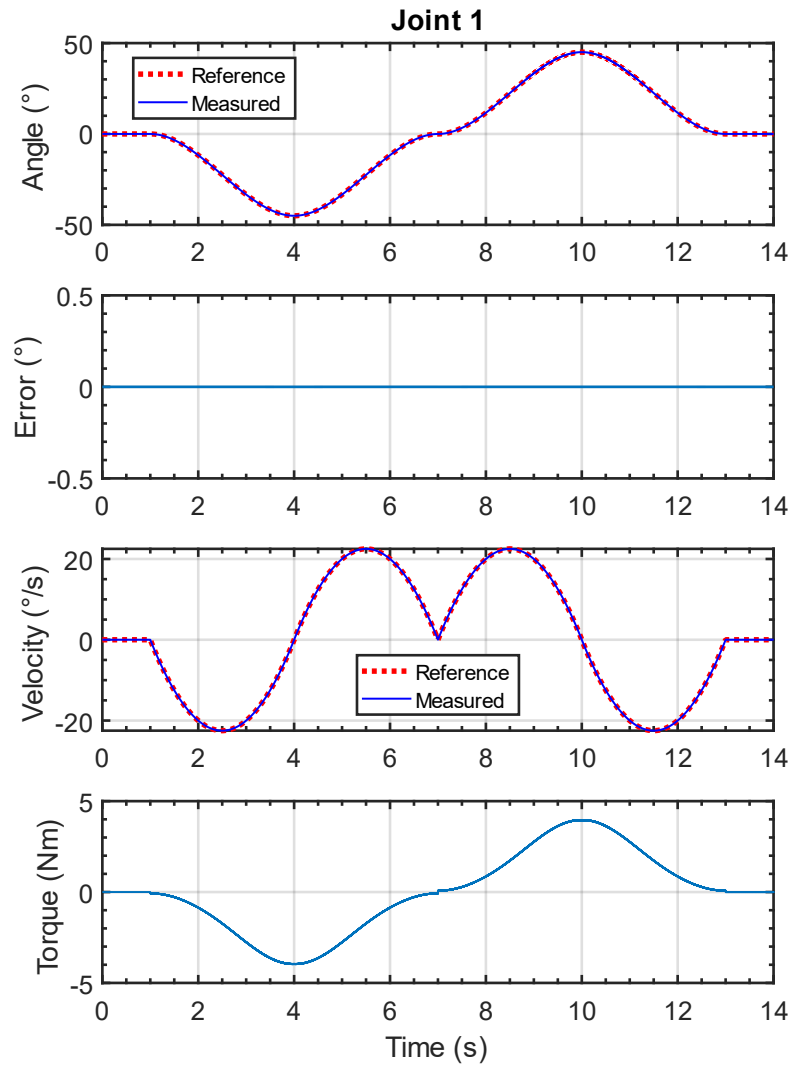 Joint 1
50
0
-50
Angle (°)
Reference
Measured
0 2 4 6 8 10 12 14
0.5
0
-0.5
Error (°)
0 2 4 6 8 10 12 14
20
0
-20
Velocity (°/s)
Reference
Measured
0 2 4 6 8 10 12 14
5
0
-5
Torque (Nm)
0 2 4 6 8 10 12 14
Time (s)